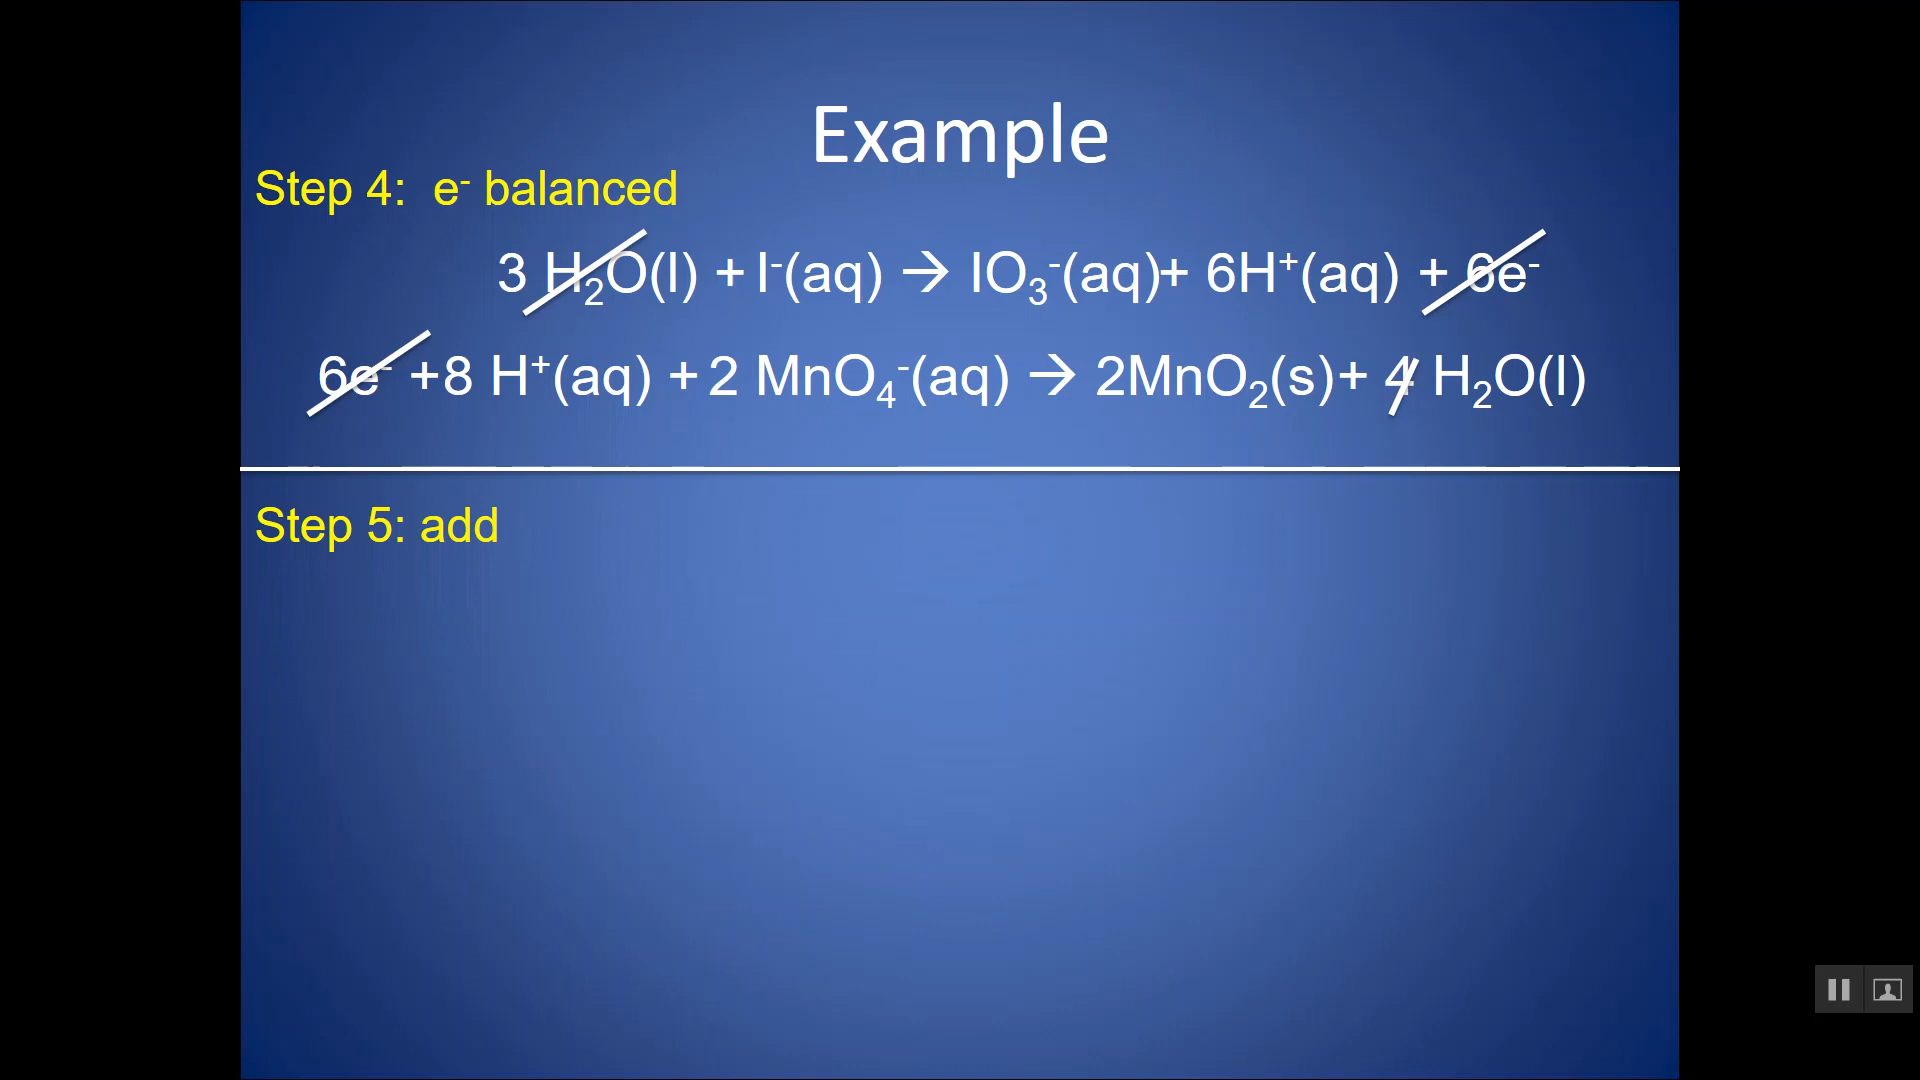 Example
Step 4: e⁻ balanced
3 H₂O(l) + I⁻(aq) → IO₃⁻(aq)+ 6H⁺(aq) + 6e⁻
6e⁻ +8 H⁺(aq) + 2 MnO₄⁻(aq) → 2MnO₂(s)+ 4 H₂O(l)
Step 5: add